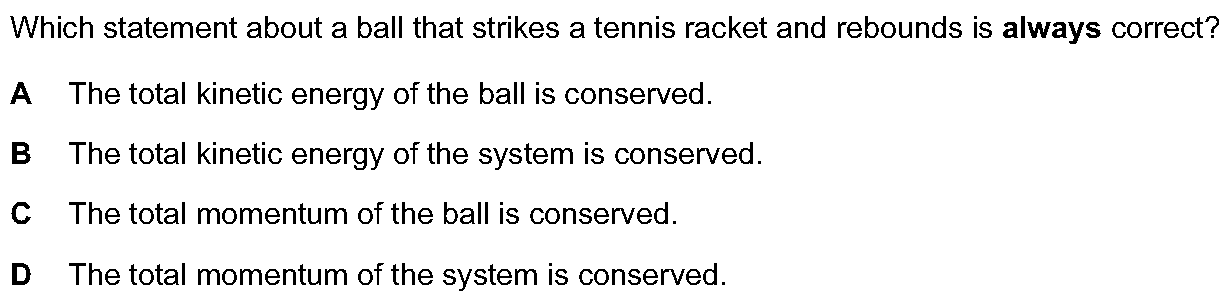 Which statement about a ball that strikes a tennis racket and rebounds is always correct?
A The total kinetic energy of the ball is conserved.
B The total kinetic energy of the system is conserved.
C The total momentum of the ball is conserved.
D The total momentum of the system is conserved.